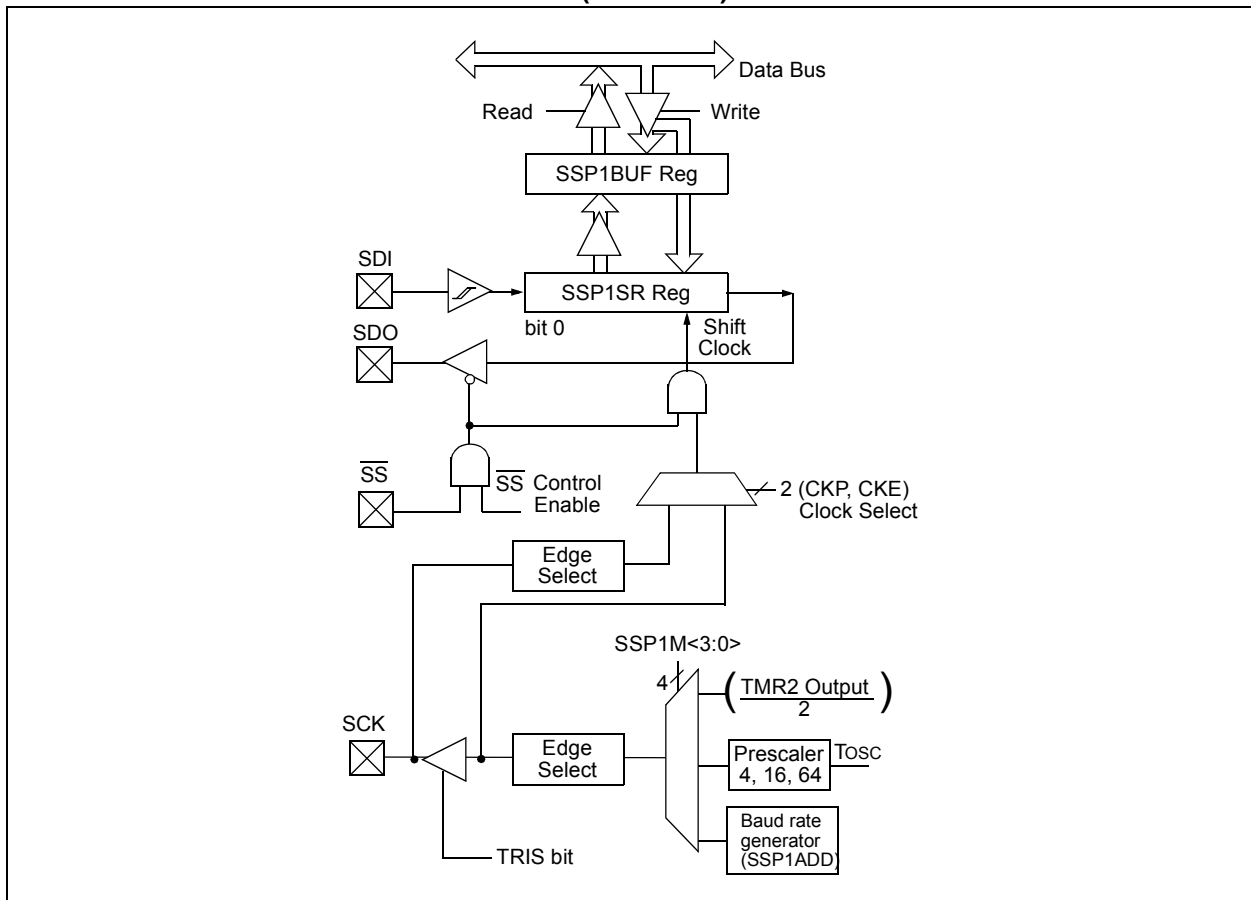 Data Bus
Read
Write
SSP1BUF Reg
SDI
SSP1SR Reg
bit 0
Shift
Clock
SDO
SS
SS Control
Enable
2 (CKP, CKE)
Clock Select
Edge
Select
SSP1M<3:0>
4
(TMR2 Output)
2
SCK
Edge
Select
Prescaler
4, 16, 64
TOSC
Baud rate
generator
(SSP1ADD)
TRIS bit